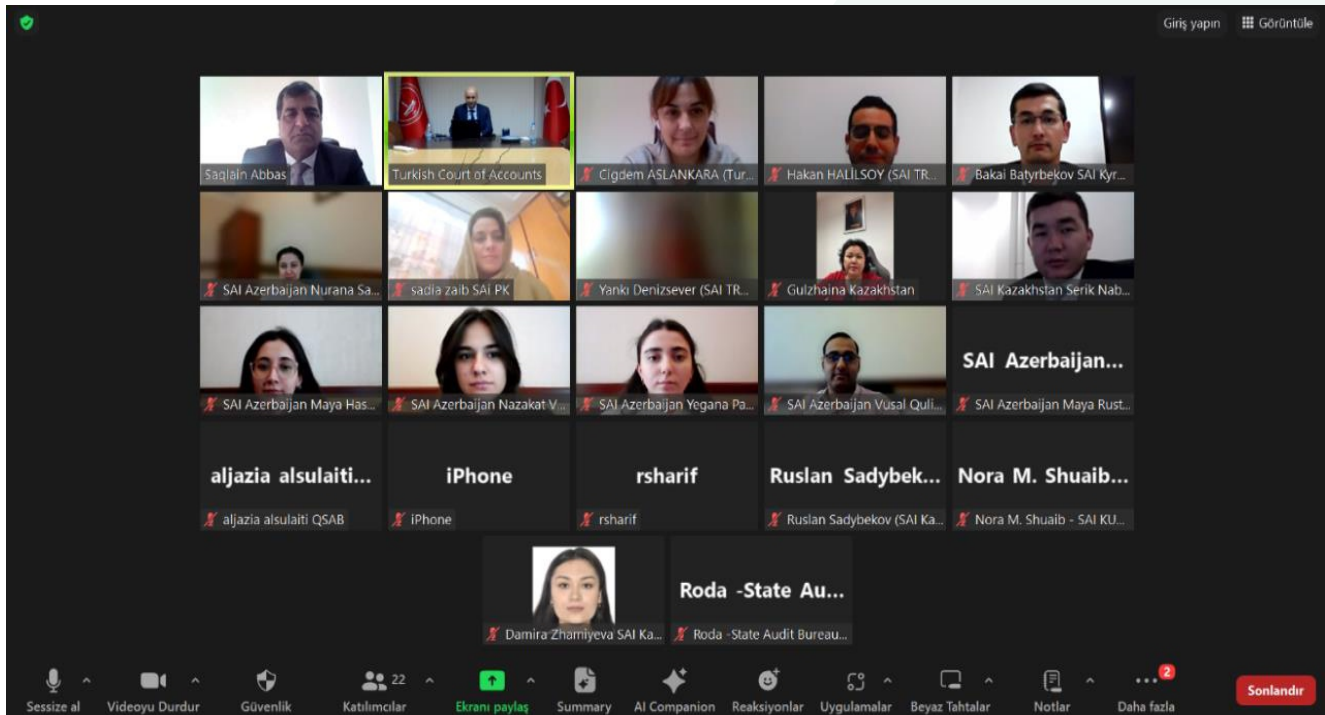 Giriş yapın
Görüntüle
Saqlain Abbas
Turkish Court of Accounts
Cigdem ASLANKARA (Tur...
Hakan HALİLSOY (SAI TR...
Bakai Batyrbekov SAI Kyr...
SAI Azerbaijan Nurana Sa...
sadia zaib SAI PK
Yankı Denizsever (SAI TR...
Gulzhaina Kazakhstan
SAI Kazakhstan Serik Nab...
SAI Azerbaijan Maya Has...
SAI Azerbaijan Nazakat V...
SAI Azerbaijan Yegana Pa...
SAI Azerbaijan Vusal Quli...
SAI Azerbaijan...
SAI Azerbaijan Maya Rust...
aljazia alsulaiti...
iPhone
rsharif
Ruslan Sadybek...
Nora M. Shuaib...
aljazia alsulaiti QSAB
iPhone
rsharif
Ruslan Sadybekov (SAI Ka...
Nora M. Shuaib - SAI KU...
Roda -State Au...
Damira Zhamiyeva SAI Ka...
Roda -State Audit Bureau...
22
2
Sessize al
Videoyu Durdur
Güvenlik
Katılımcılar
Ekranı paylaş
Summary
AI Companion
Reaksiyonlar
Uygulamalar
Beyaz Tahtalar
Notlar
Daha fazla
Sonlandır